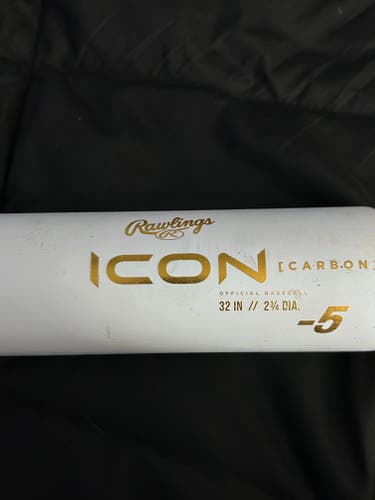 Rawlings
R
ICON [CARBON]
OFFICIAL BASEBALL
32 IN // 2¾ DIA.
-5